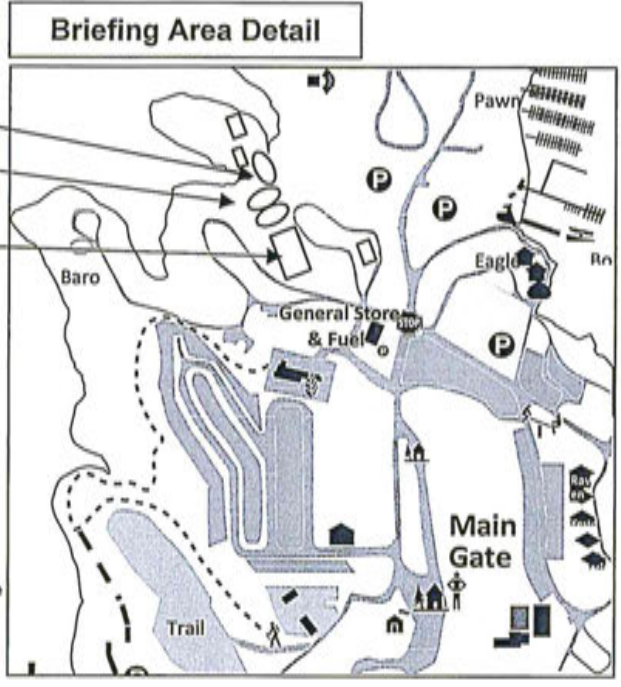 Briefing Area Detail
Pawn
P
P
Eagle
Baro
General Store
& Fuel
STOP
P
Main
Gate
Trail